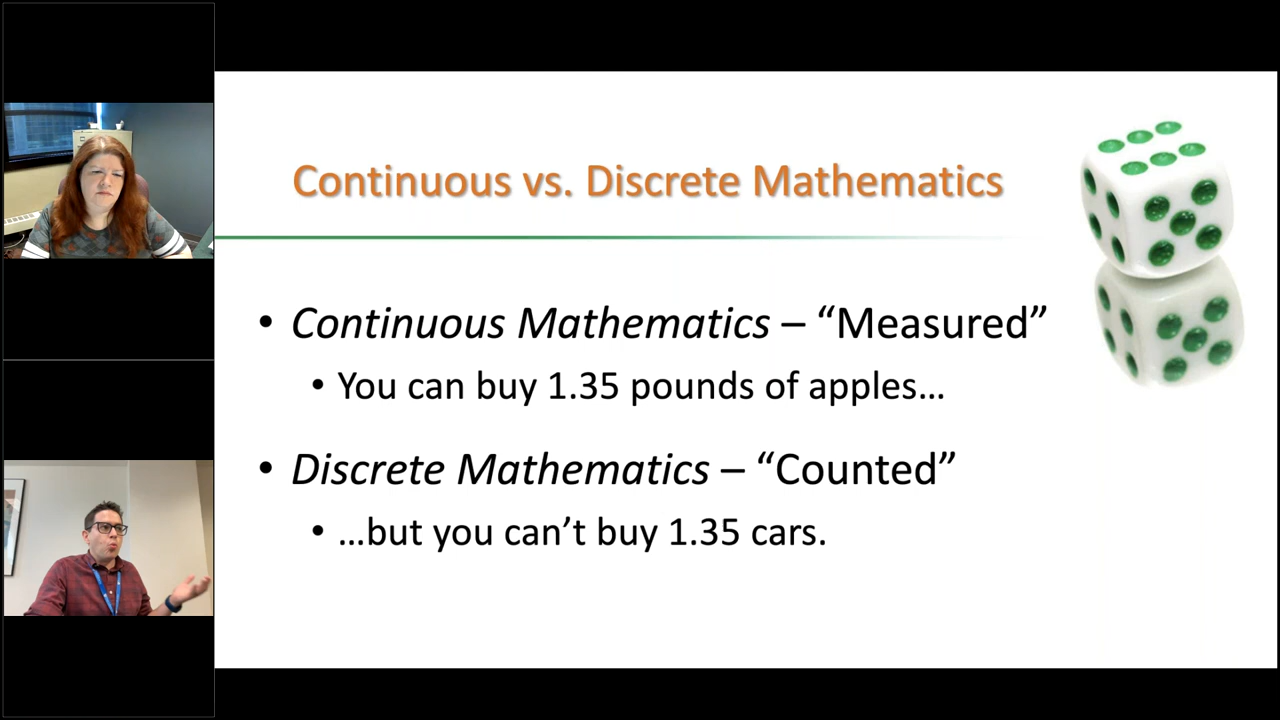 Continuous vs. Discrete Mathematics
• Continuous Mathematics – “Measured”
• You can buy 1.35 pounds of apples…
• Discrete Mathematics – “Counted”
• …but you can’t buy 1.35 cars.